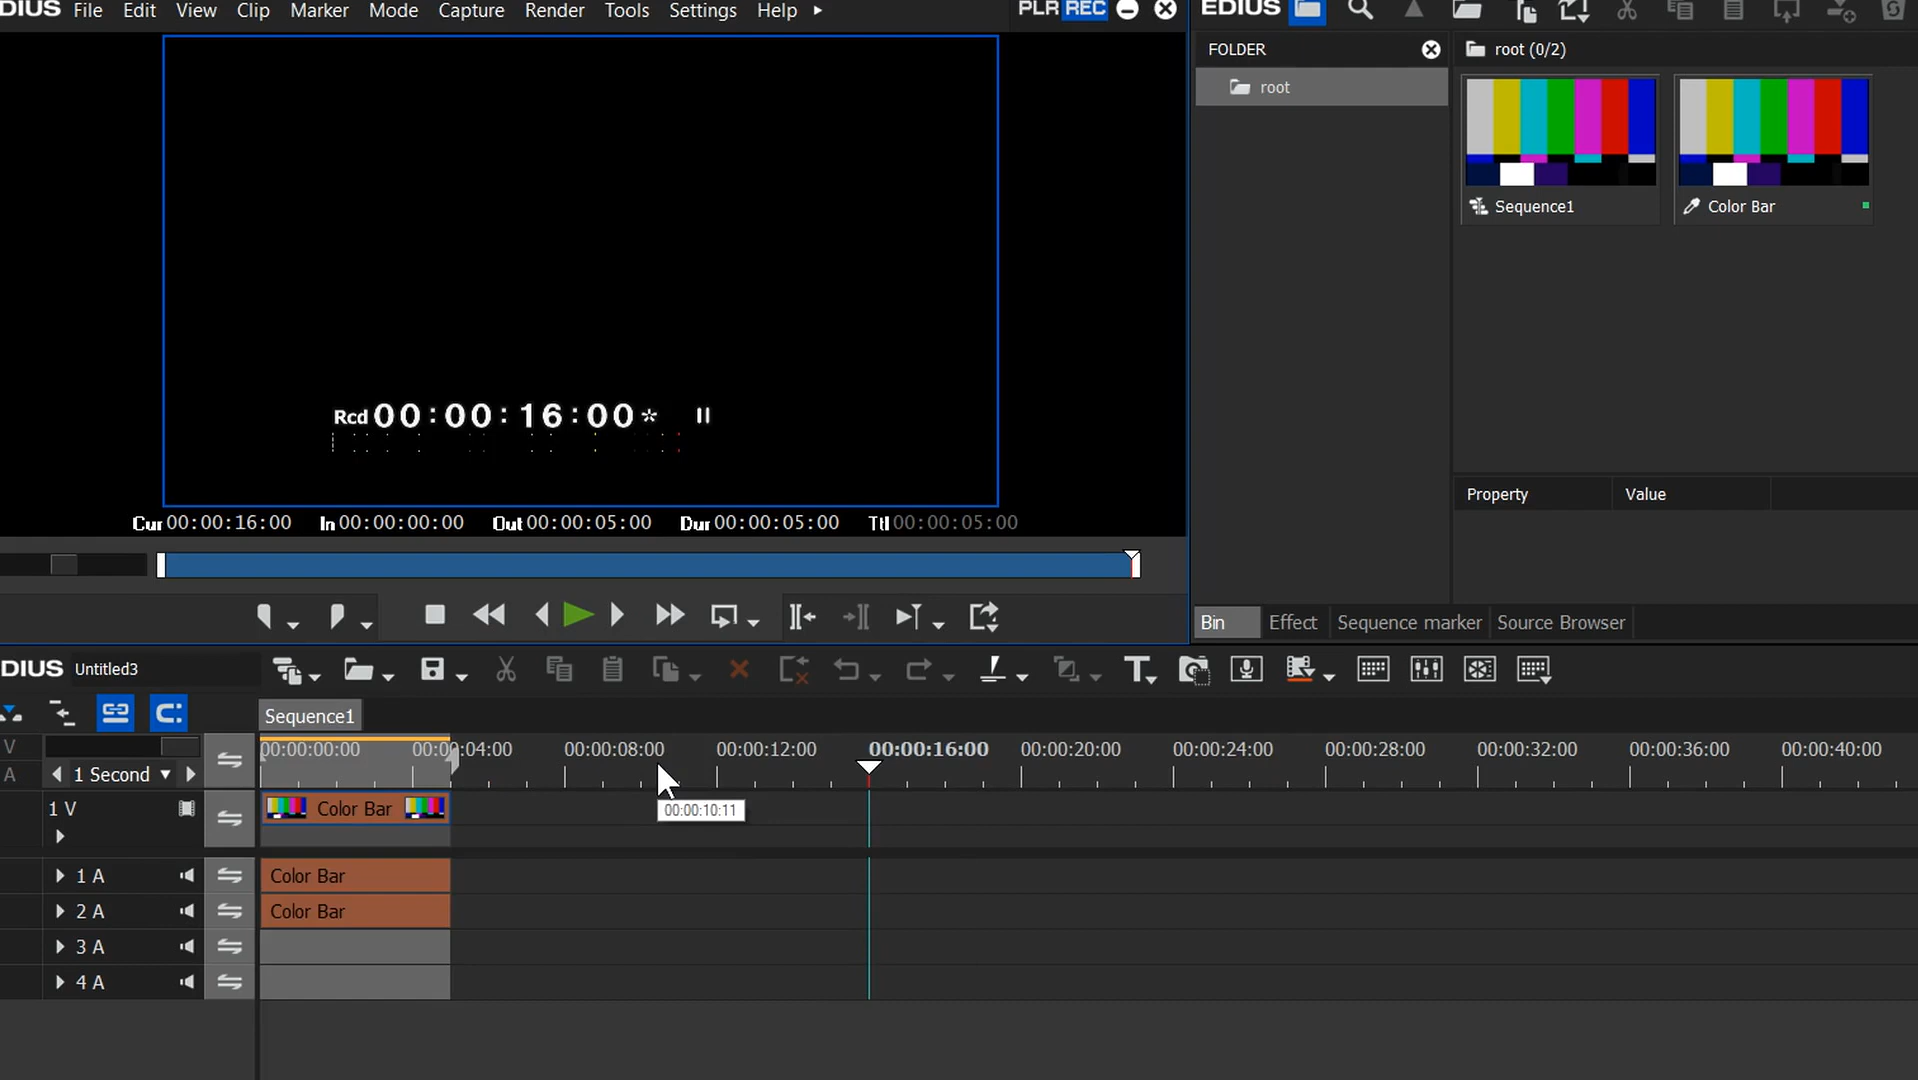 DIUS File Edit View Clip Marker Mode Capture Render Tools Settings Help PLR REC
EDIUS
FOLDER
root
root (0/2)
Sequence1
Color Bar
Rcd 00:00:16:00*
Cur 00:00:16:00 In 00:00:00:00 Out 00:00:05:00 Dur 00:00:05:00 Ttl 00:00:05:00
Property Value
Bin Effect Sequence marker Source Browser
DIUS Untitled3
Sequence1
V
00:00:00:00 00:00:04:00 00:00:08:00 00:00:12:00 00:00:16:00 00:00:20:00 00:00:24:00 00:00:28:00 00:00:32:00 00:00:36:00 00:00:40:00
A 1 Second
1 V Color Bar
00:00:10:11
1 A Color Bar
2 A Color Bar
3 A
4 A